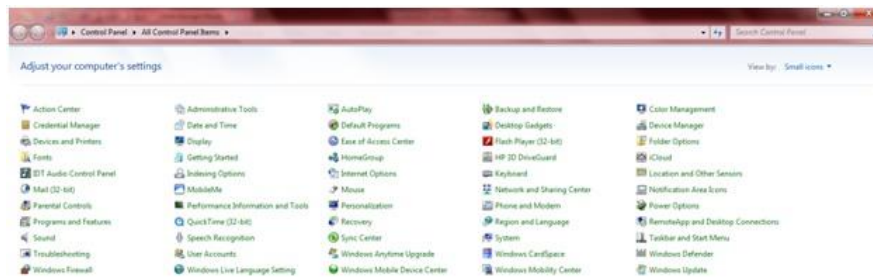 Control Panel All Control Panel Items Search Control Panel
Adjust your computer's settings View by: Small icons
Action Center Administrative Tools AutoPlay Backup and Restore Color Management
Credential Manager Date and Time Default Programs Desktop Gadgets Device Manager
Devices and Printers Display Ease of Access Center Flash Player (32-bit) Folder Options
Fonts Getting Started HomeGroup HP 3D DriveGuard iCloud
IDT Audio Control Panel Indexing Options Internet Options Keyboard Location and Other Sensors
Mail (32-bit) MobileMe Mouse Network and Sharing Center Notification Area Icons
Parental Controls Performance Information and Tools Personalization Phone and Modem Power Options
Programs and Features QuickTime (32-bit) Recovery Region and Language RemoteApp and Desktop Connections
Sound Speech Recognition Sync Center System Taskbar and Start Menu
Troubleshooting User Accounts Windows Anytime Upgrade Windows CardSpace Windows Defender
Windows Firewall Windows Live Language Setting Windows Mobile Device Center Windows Mobility Center Windows Update